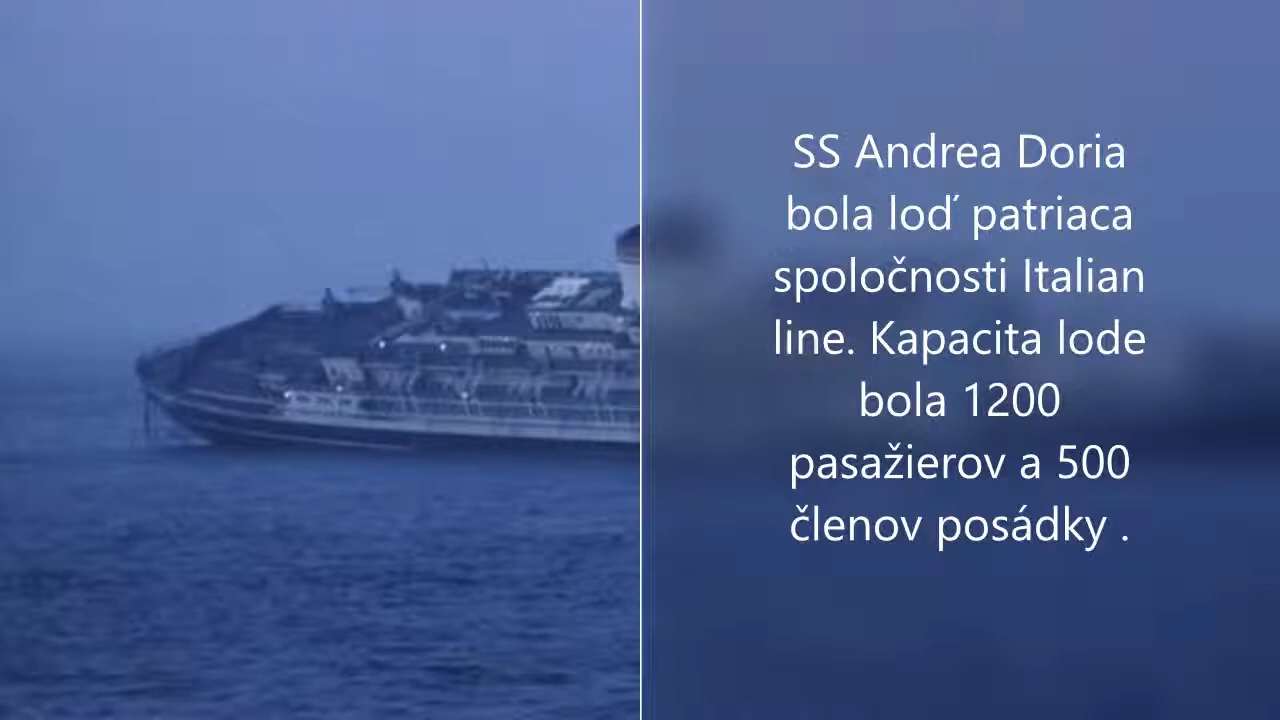 SS Andrea Doria
bola loď patriaca
spoločnosti Italian
line. Kapacita lode
bola 1200
pasažierov a 500
členov posádky .